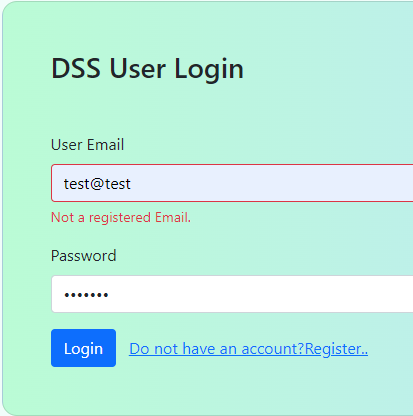 DSS User Login
User Email
test@test
Not a registered Email.
Password
•••••••
Login Do not have an account?Register..